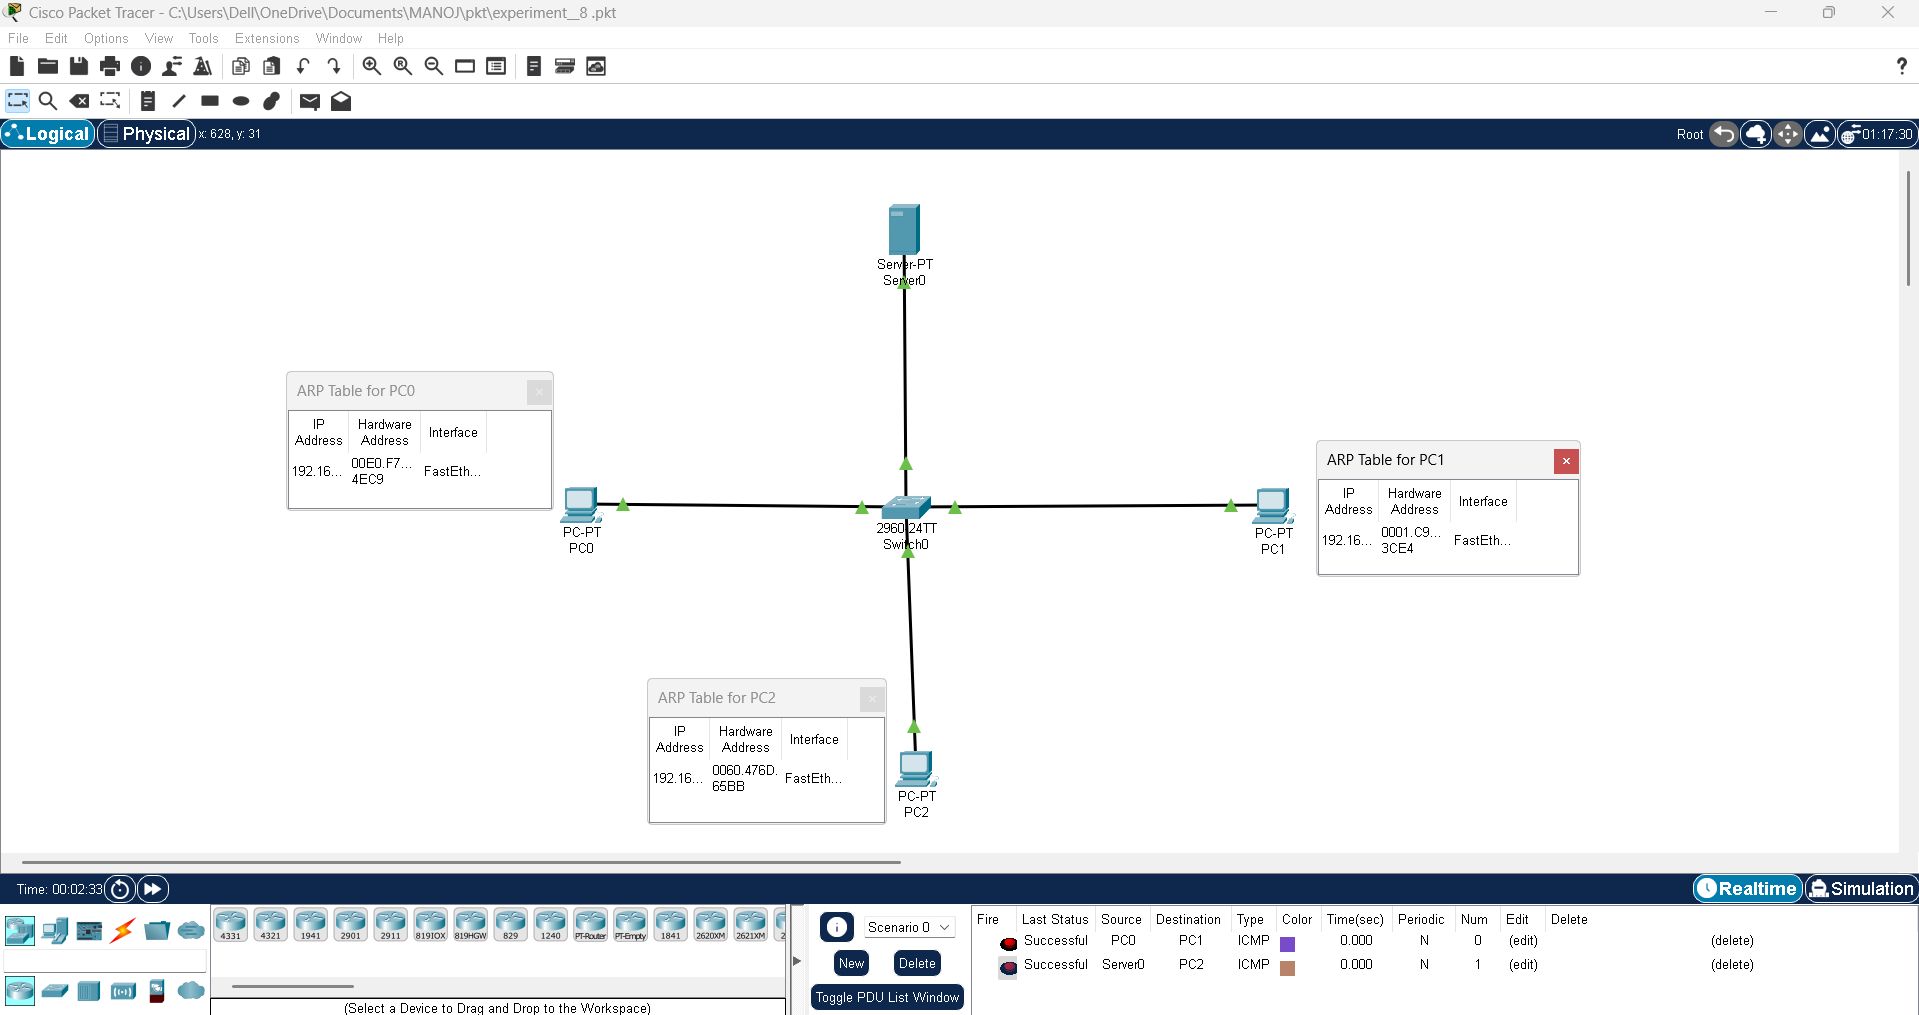 Cisco Packet Tracer - C:\Users\Dell\OneDrive\Documents\MANOJ\pkt\experiment__8 .pkt
File Edit Options View Tools Extensions Window Help
?
Logical Physical x: 628, y: 31 Root 01:17:30
Server-PT
Server0
ARP Table for PC0
IP Address Hardware Address Interface
192.16... 00E0.F7... 4EC9 FastEth...
PC-PT
PC0
2960-24TT
Switch0
PC-PT
PC1
ARP Table for PC1
IP Address Hardware Address Interface
192.16... 0001.C9... 3CE4 FastEth...
ARP Table for PC2
IP Address Hardware Address Interface
192.16... 0060.476D. 65BB FastEth...
PC-PT
PC2
Time: 00:02:33 Realtime Simulation
4331 4321 1941 2901 2911 819IOX 819HGW 829 1240 PT-Router PT-Empty 1841 2620XM 2621XM 2
(Select a Device to Drag and Drop to the Workspace)
Scenario 0
New Delete
Toggle PDU List Window
Fire Last Status Source Destination Type Color Time(sec) Periodic Num Edit Delete
Successful PC0 PC1 ICMP 0.000 N 0 (edit) (delete)
Successful Server0 PC2 ICMP 0.000 N 1 (edit) (delete)